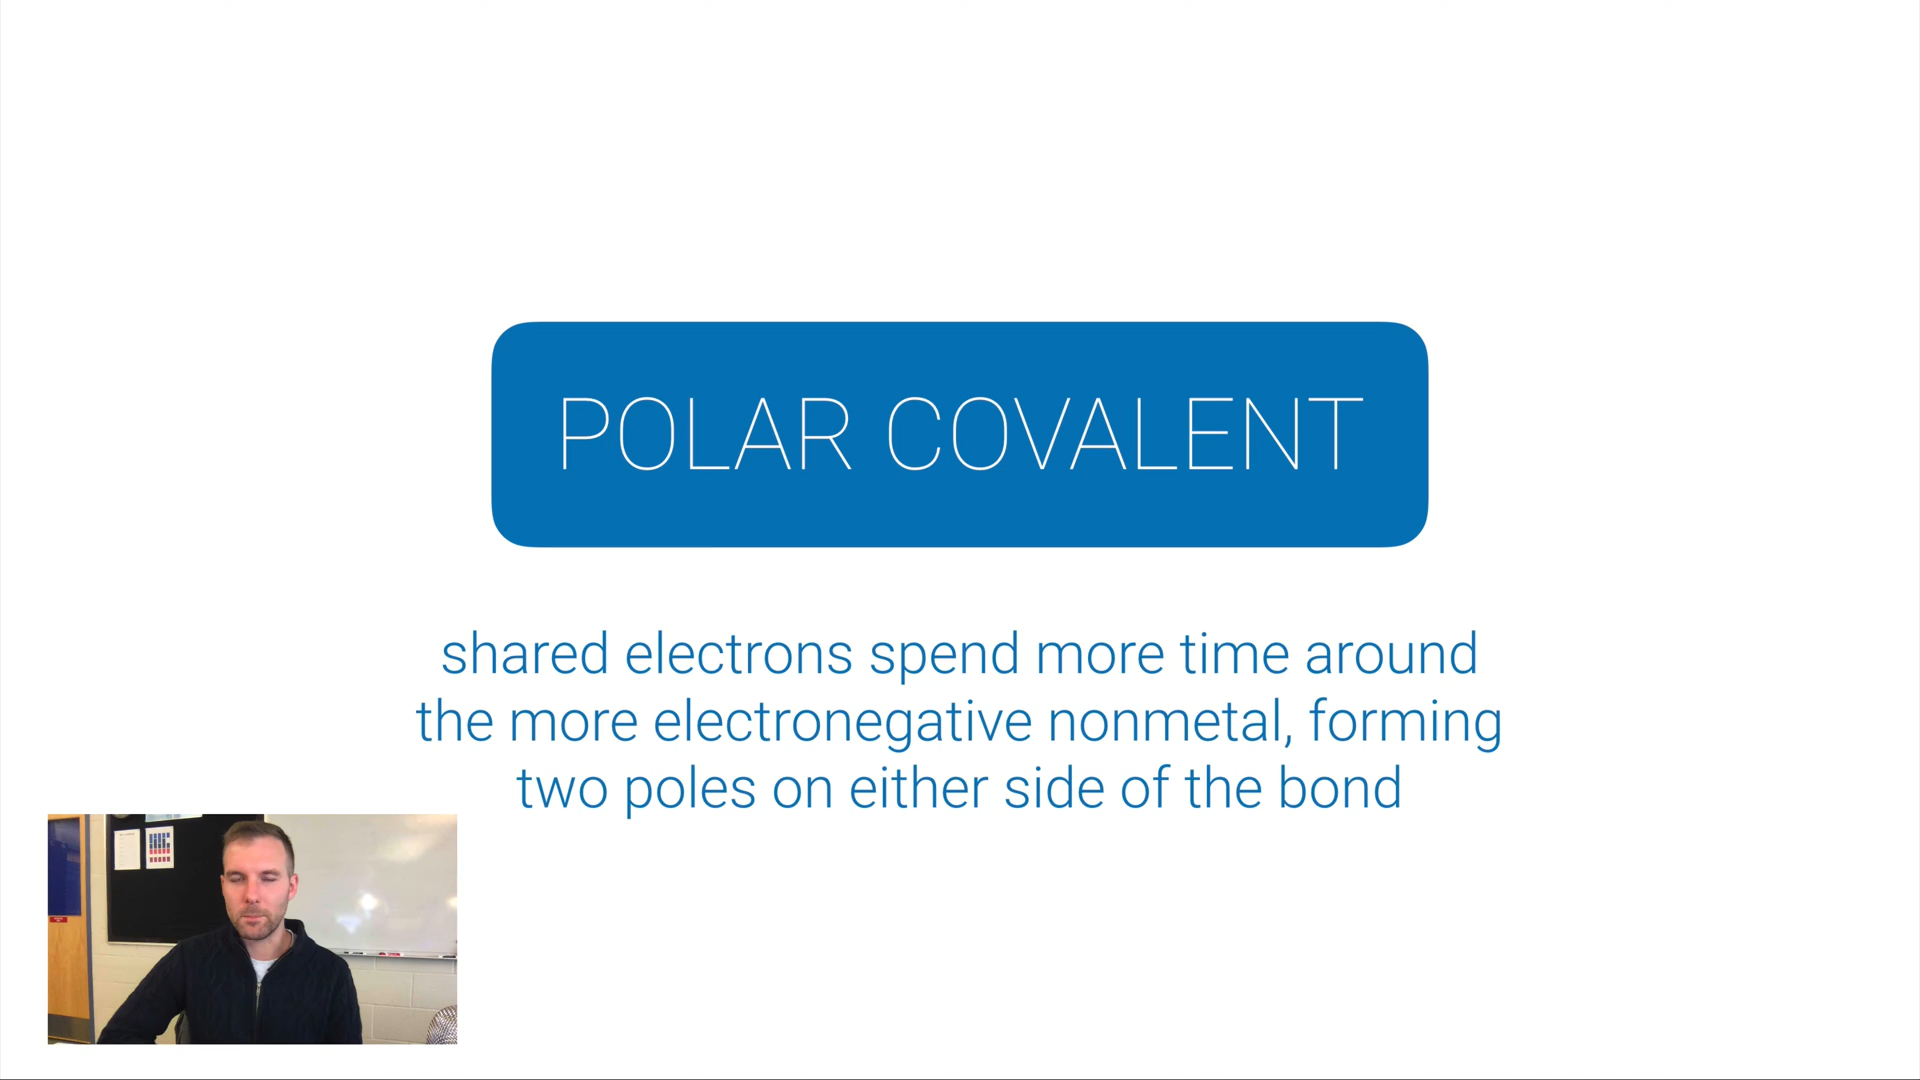 POLAR COVALENT
shared electrons spend more time around
the more electronegative nonmetal, forming
two poles on either side of the bond